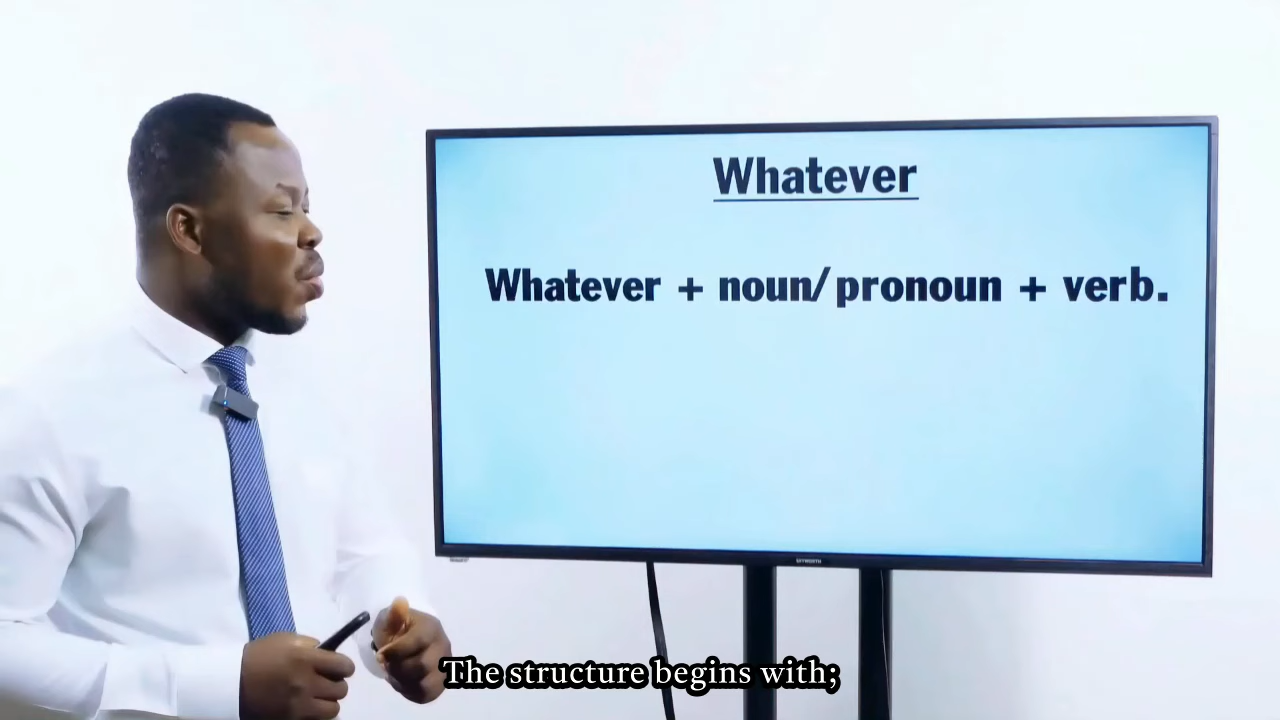 Whatever
Whatever + noun/pronoun + verb.
The structure begins with;